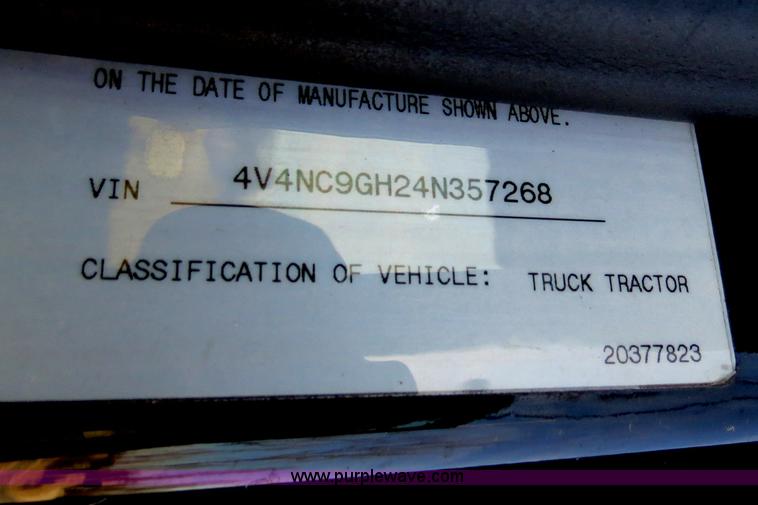 ON THE DATE OF MANUFACTURE SHOWN ABOVE.
VIN 4V4NC9GH24N357268
CLASSIFICATION OF VEHICLE: TRUCK TRACTOR
20377823
www.purplewave.com